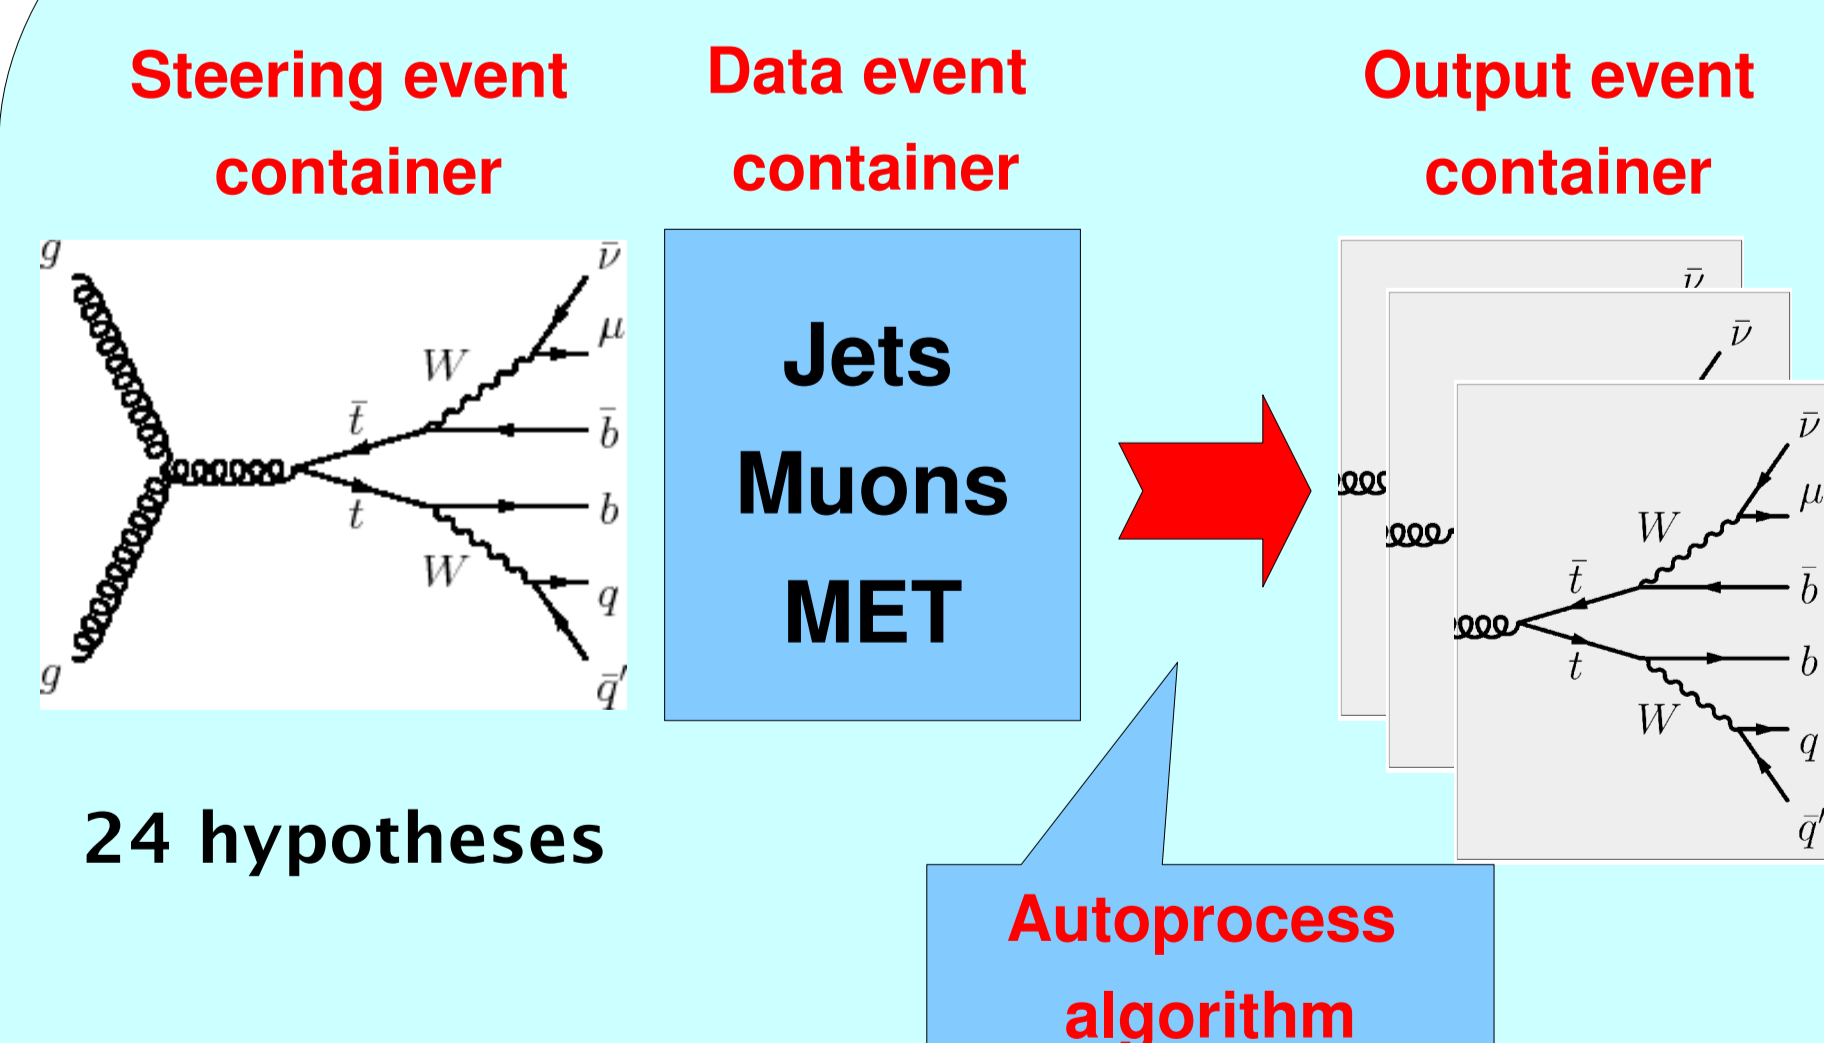 Steering event
container
Data event
container
Output event
container
g
g
t̄
t
W
W
ν̄
μ
b̄
b
q
q̄′
Jets
Muons
MET
ν̄
ν̄
t̄
t
W
W
ν̄
μ
b̄
b
q
q̄′
24 hypotheses
Autoprocess
algorithm